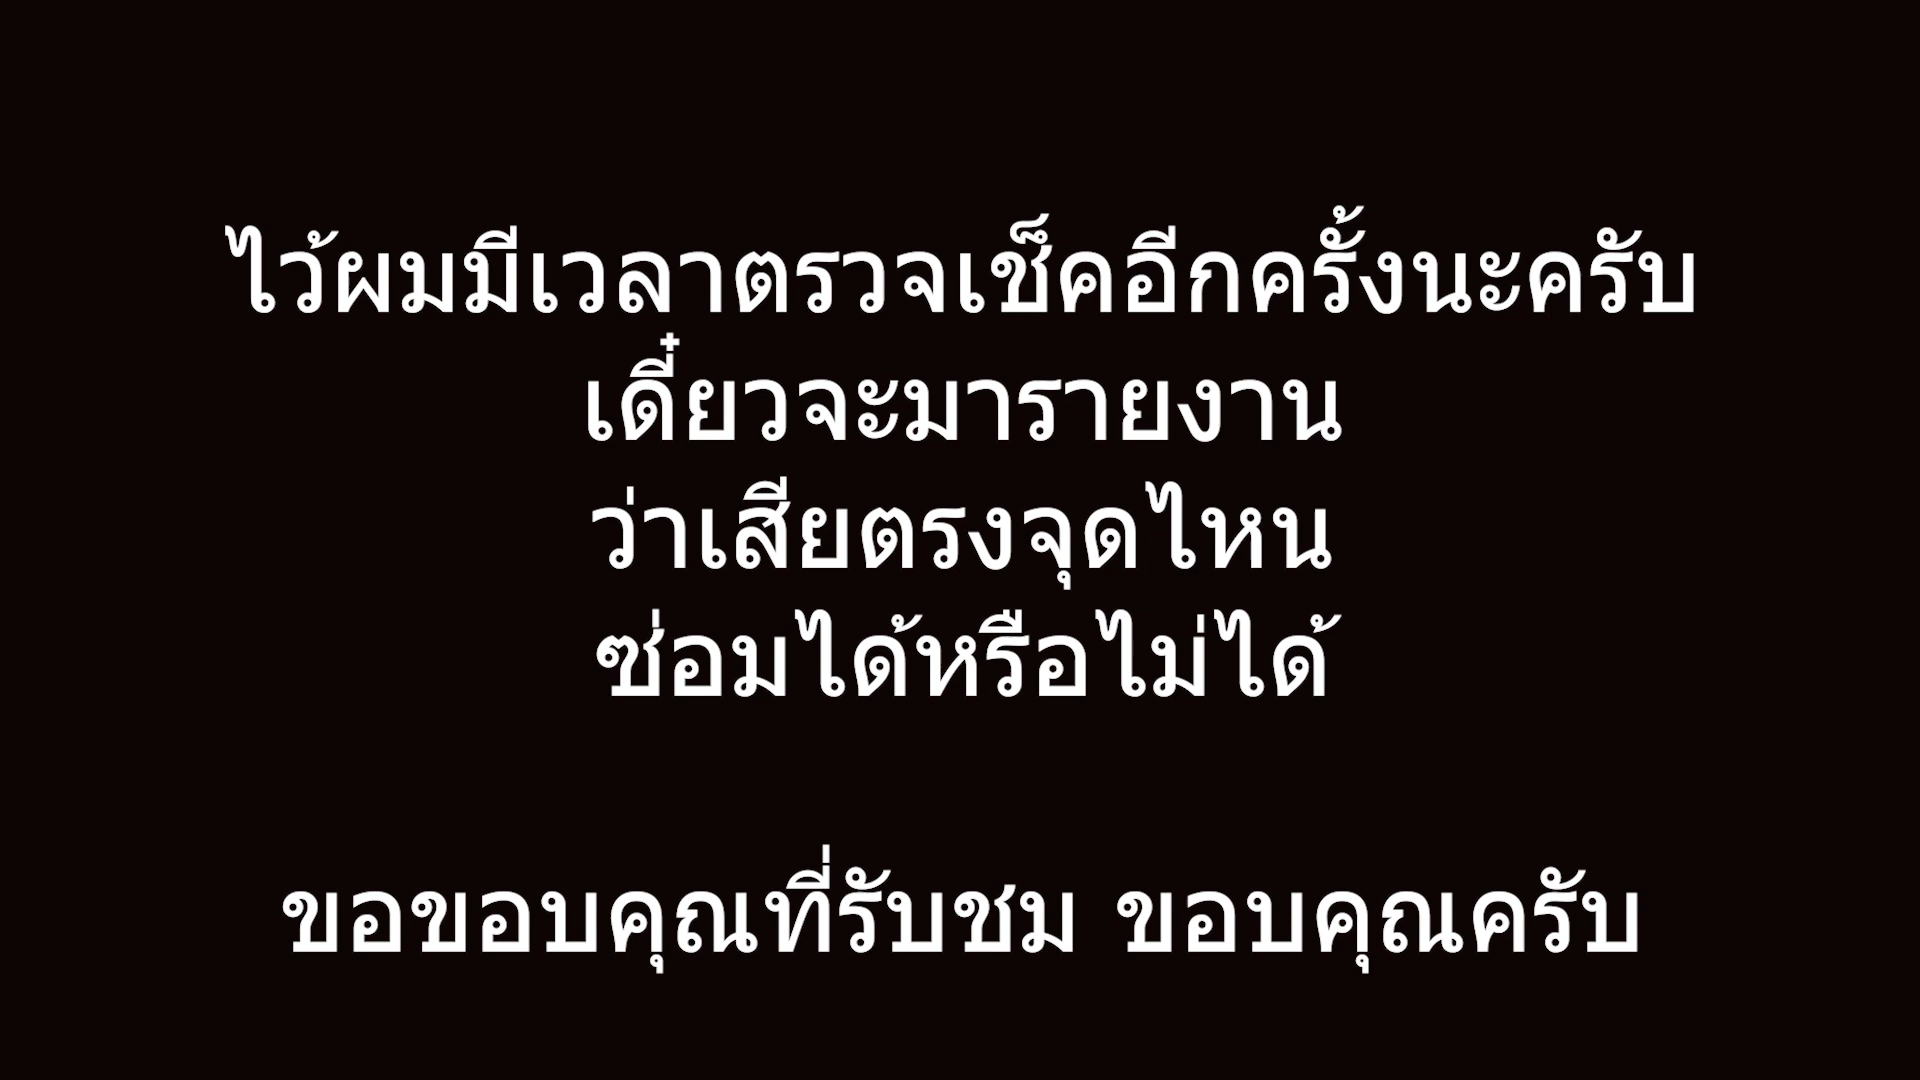 ไว้ผมมีเวลาตรวจเช็คอีกครั้งนะครับ
เดี๋ยวจะมารายงาน
ว่าเสียตรงจุดไหน
ซ่อมได้หรือไม่ได้
ขอขอบคุณที่รับชม ขอบคุณครับ